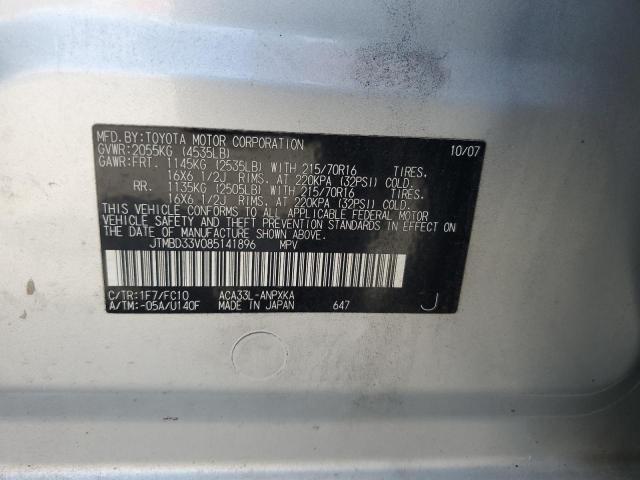 MFD.BY:TOYOTA MOTOR CORPORATION 10/07
GVWR:2055KG (4535LB)
GAWR:FRT. 1145KG (2535LB) WITH 215/70R16 TIRES.
16X6 1/2J RIMS. AT 220KPA (32PSI) COLD.
RR. 1135KG (2505LB) WITH 215/70R16 TIRES.
16X6 1/2J RIMS. AT 220KPA (32PSI) COLD.
THIS VEHICLE CONFORMS TO ALL APPLICABLE FEDERAL MOTOR
VEHICLE SAFETY AND THEFT PREVENTION STANDARDS IN EFFECT ON
THE DATE OF MANUFACTURE SHOWN ABOVE.
JTMBD33V085141896 MPV
C/TR:1F7/FC10 ACA33L-ANPXKA
A/TM:-05A/U140F MADE IN JAPAN 647 J